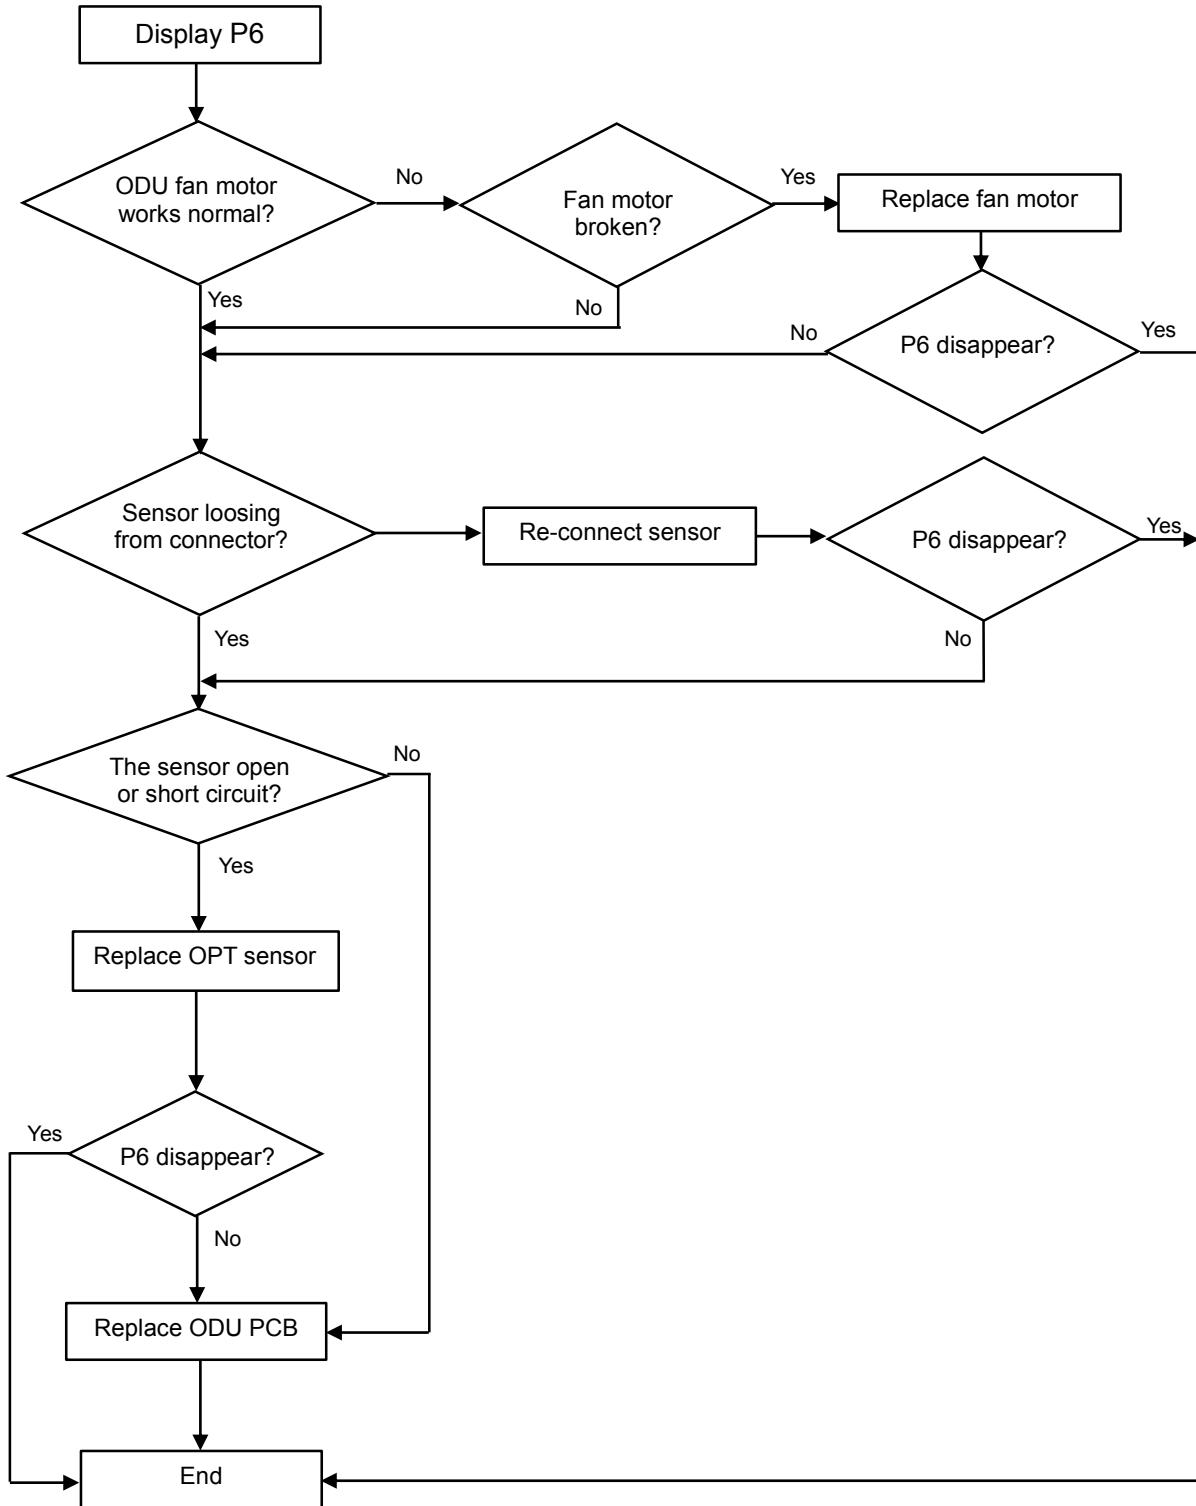 Display P6
ODU fan motor
works normal?
No
Fan motor
broken?
Yes
Replace fan motor
Yes
No
No
P6 disappear?
Yes
Sensor loosing
from connector?
Re-connect sensor
P6 disappear?
Yes
Yes
No
The sensor open
or short circuit?
No
Yes
Replace OPT sensor
Yes
P6 disappear?
No
Replace ODU PCB
End